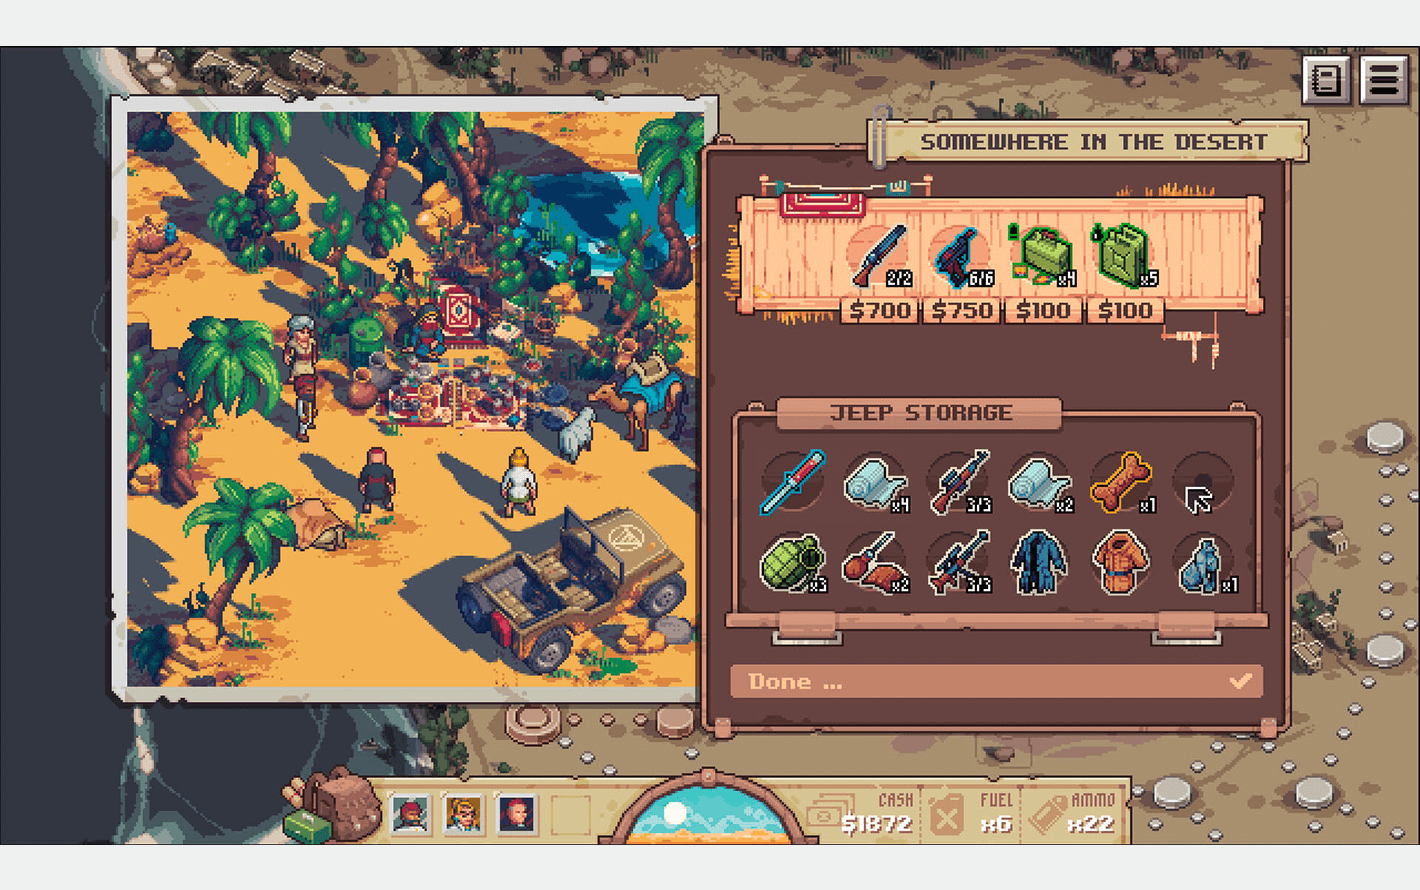 SOMEWHERE IN THE DESERT
2/2 6/6 x4 x5
$700 $750 $100 $100
JEEP STORAGE
x4 3/3 x2 x1
x3 x2 3/3 x1
Done ...
CASH FUEL AMMO
$1872 x6 x22